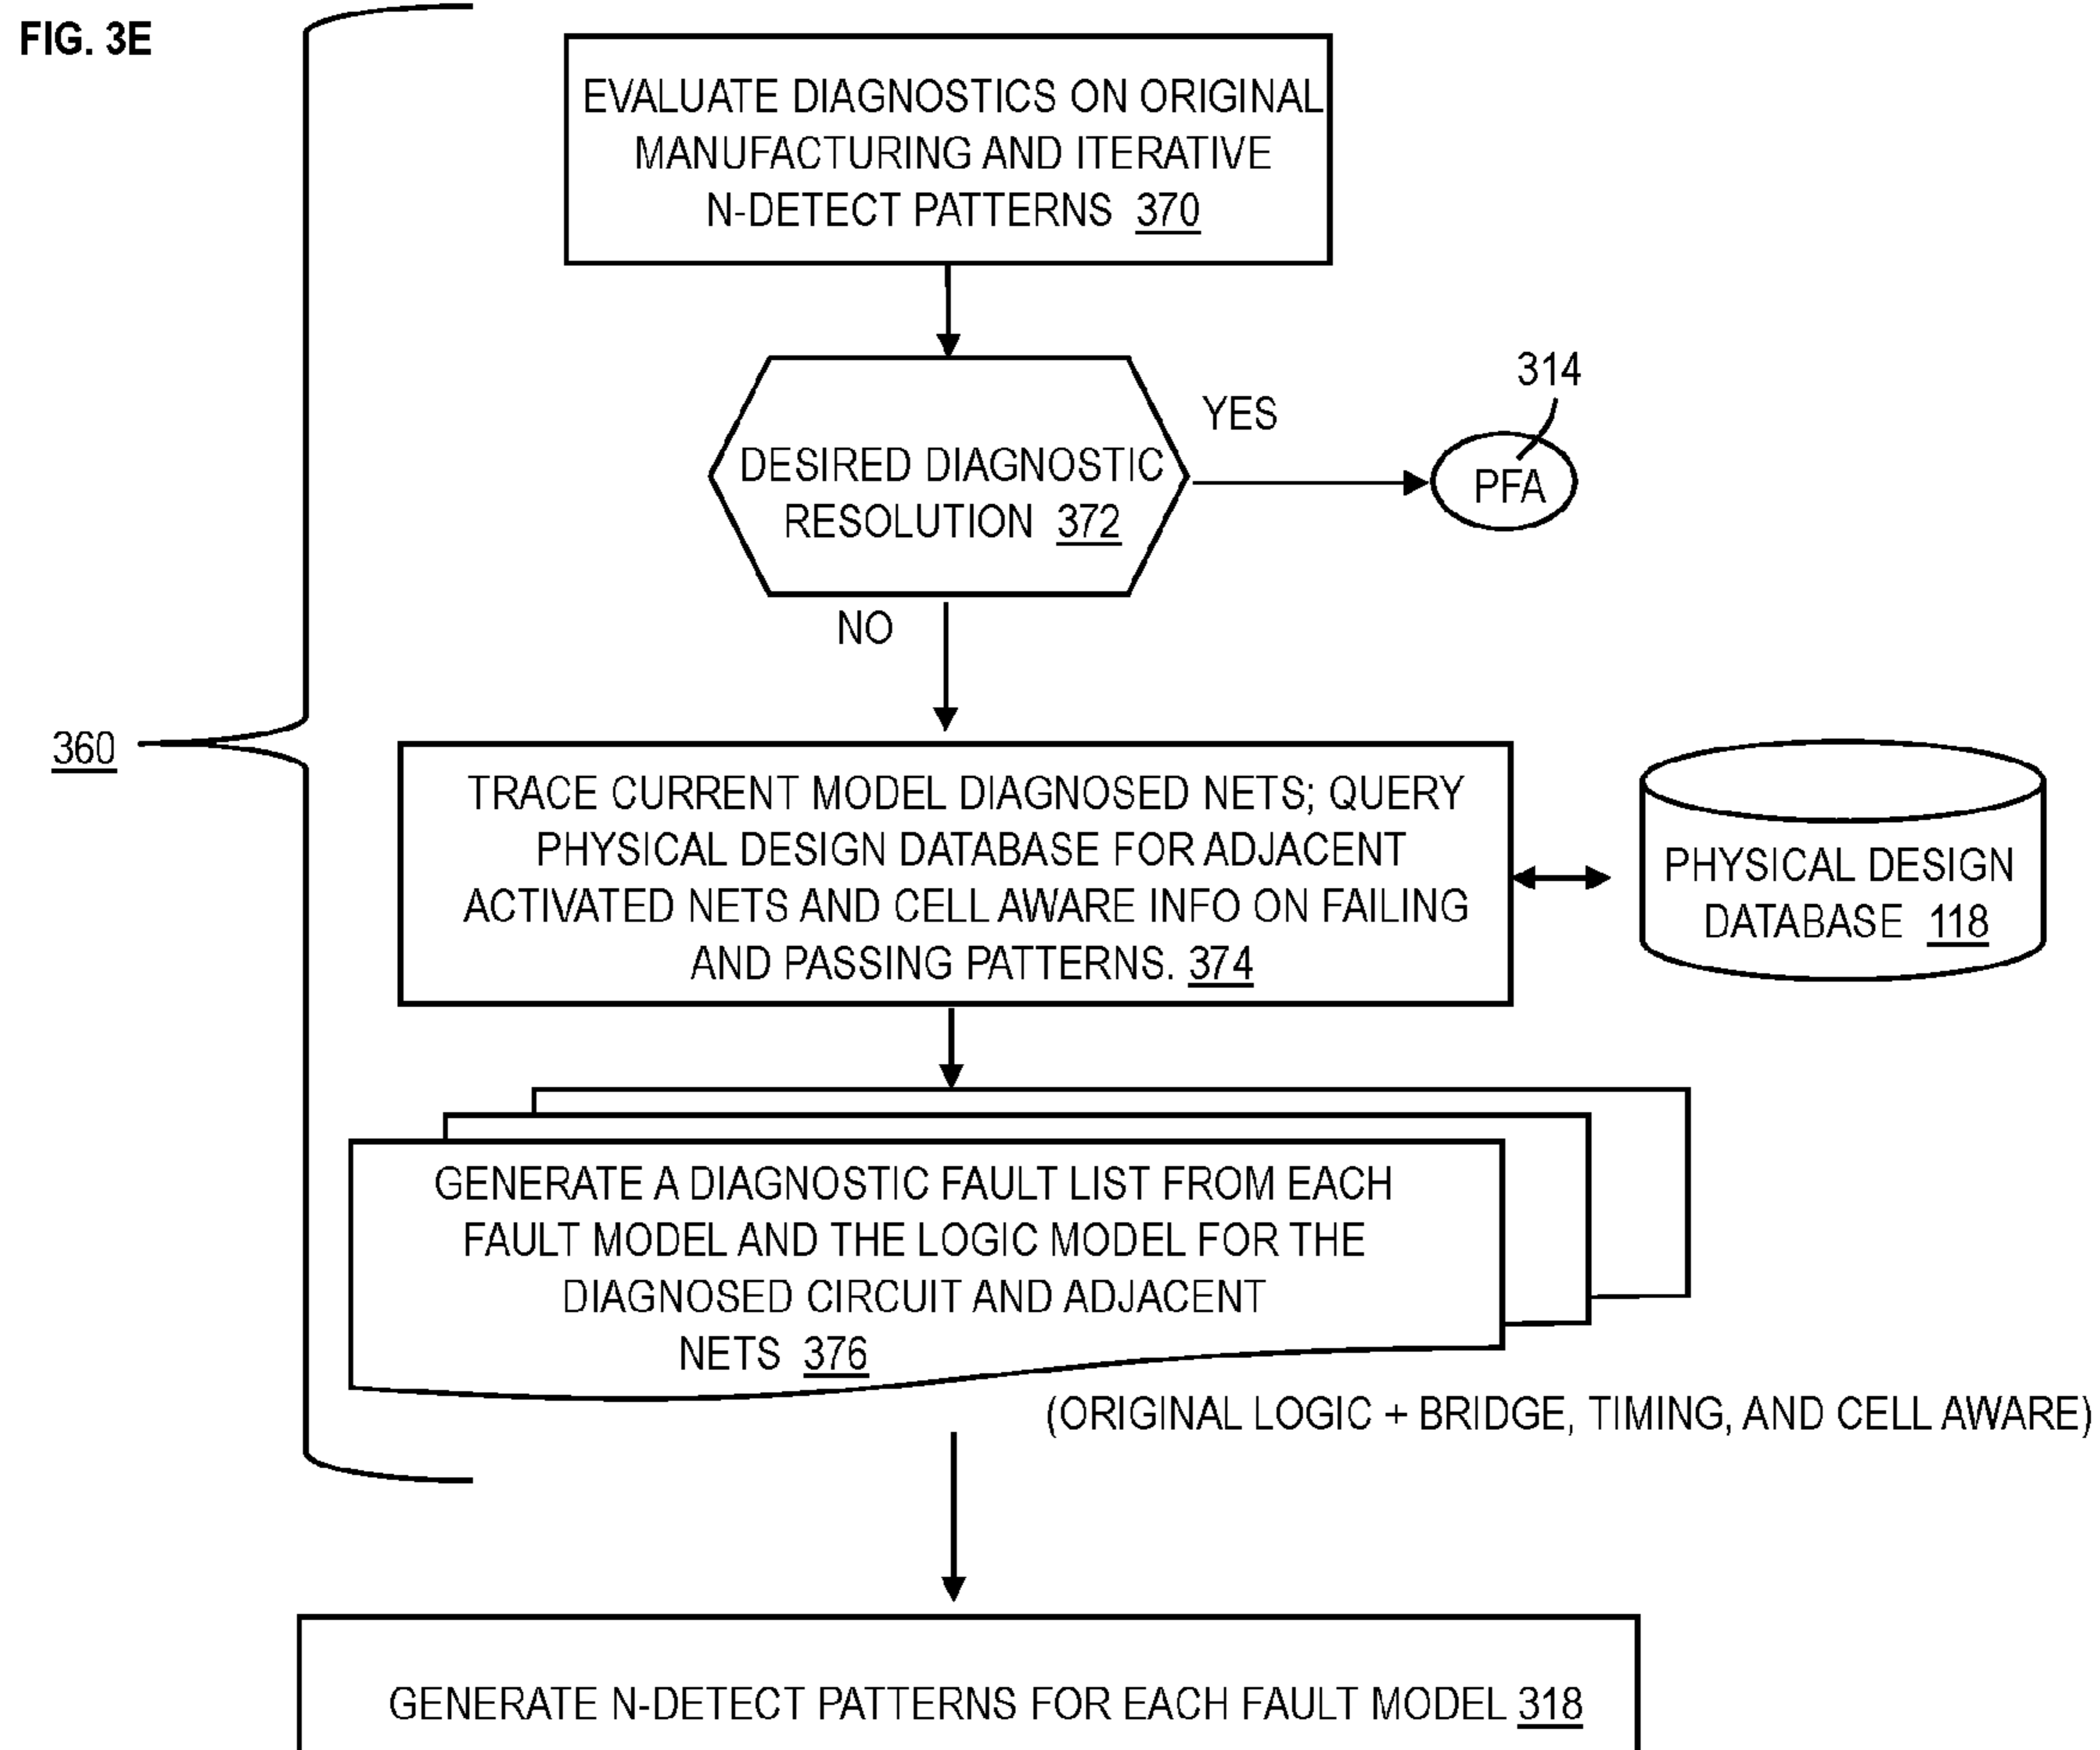 FIG. 3E
EVALUATE DIAGNOSTICS ON ORIGINAL
MANUFACTURING AND ITERATIVE
N-DETECT PATTERNS 370
314
YES
DESIRED DIAGNOSTIC
RESOLUTION 372
PFA
NO
360
TRACE CURRENT MODEL DIAGNOSED NETS; QUERY
PHYSICAL DESIGN DATABASE FOR ADJACENT
ACTIVATED NETS AND CELL AWARE INFO ON FAILING
AND PASSING PATTERNS. 374
PHYSICAL DESIGN
DATABASE 118
GENERATE A DIAGNOSTIC FAULT LIST FROM EACH
FAULT MODEL AND THE LOGIC MODEL FOR THE
DIAGNOSED CIRCUIT AND ADJACENT
NETS 376
(ORIGINAL LOGIC + BRIDGE, TIMING, AND CELL AWARE)
GENERATE N-DETECT PATTERNS FOR EACH FAULT MODEL 318